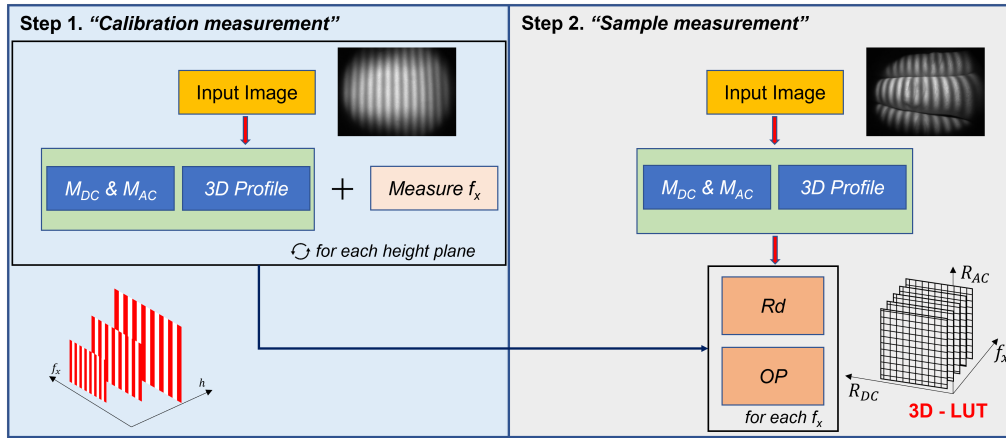 Step 1. “Calibration measurement”
Input Image
M_DC & M_AC
3D Profile
+
Measure f_x
for each height plane
f_x
h
Step 2. “Sample measurement”
Input Image
M_DC & M_AC
3D Profile
Rd
OP
for each f_x
R_AC
f_x
R_DC
3D - LUT